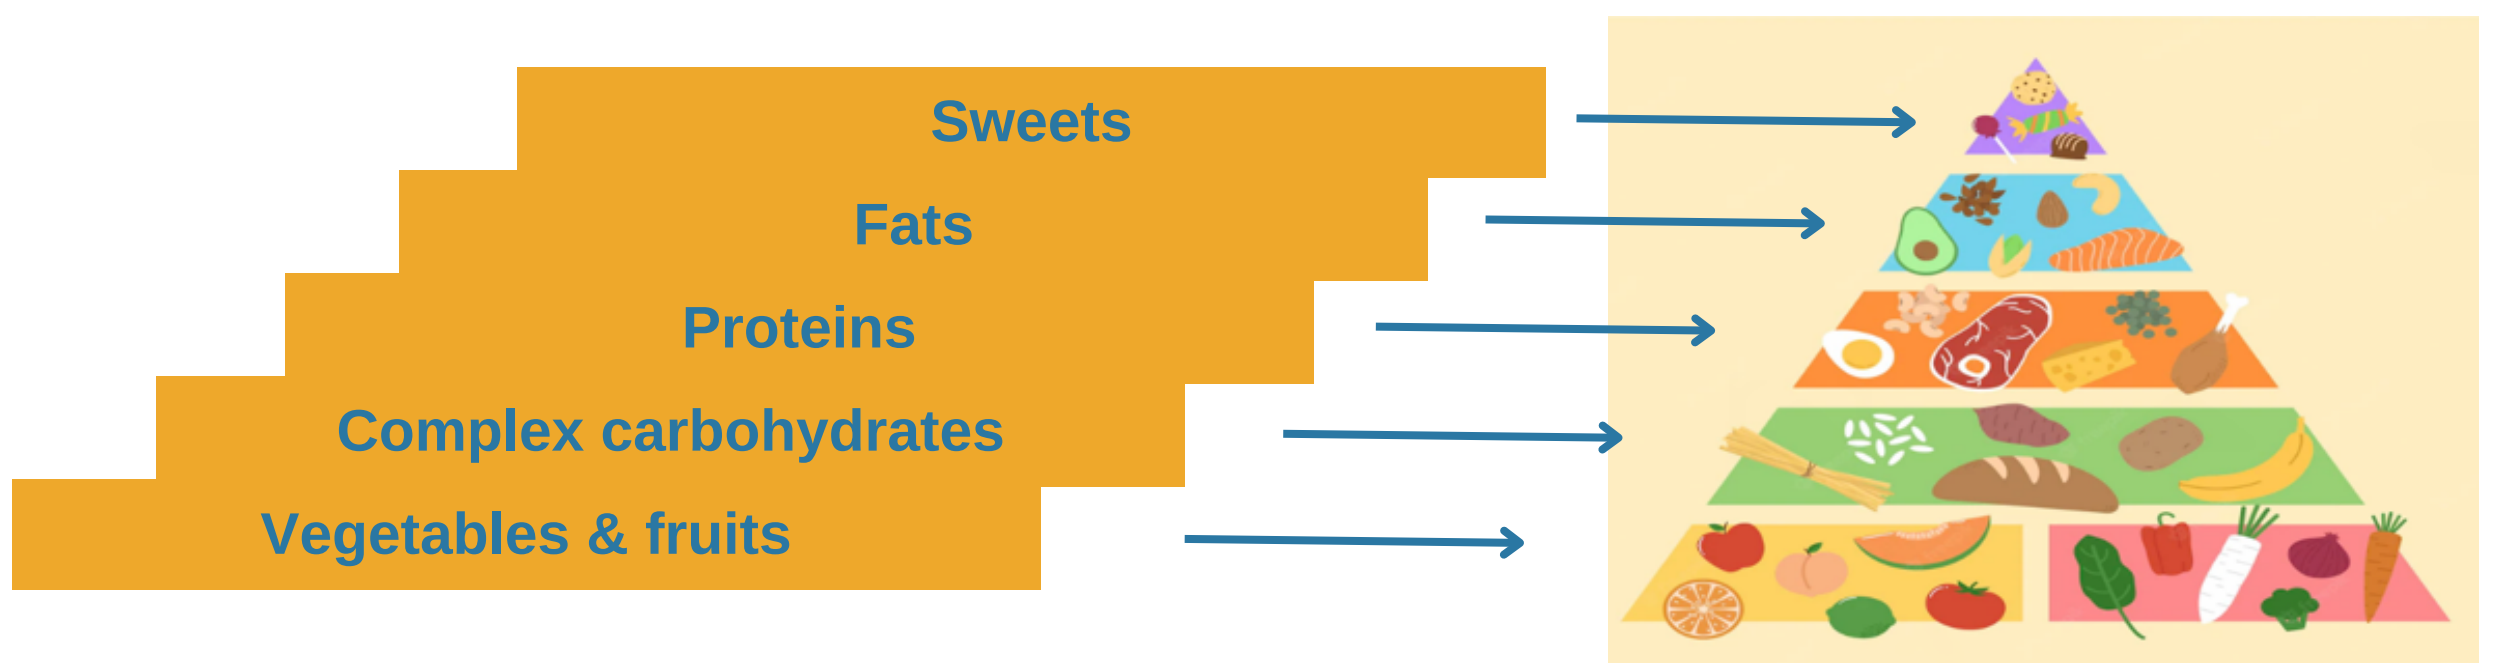 Sweets
Fats
Proteins
Complex carbohydrates
Vegetables & fruits